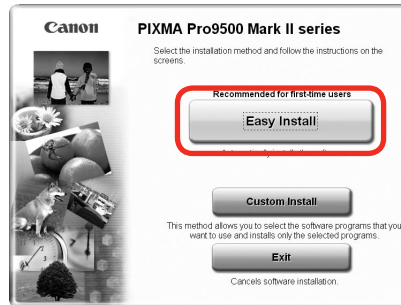 Canon
PIXMA Pro9500 Mark II series
Select the installation method and follow the instructions on the
screens.
Recommended for first-time users
Easy Install
Custom Install
This method allows you to select the software programs that you
want to use and installs only the selected programs.
Exit
Cancels software installation.